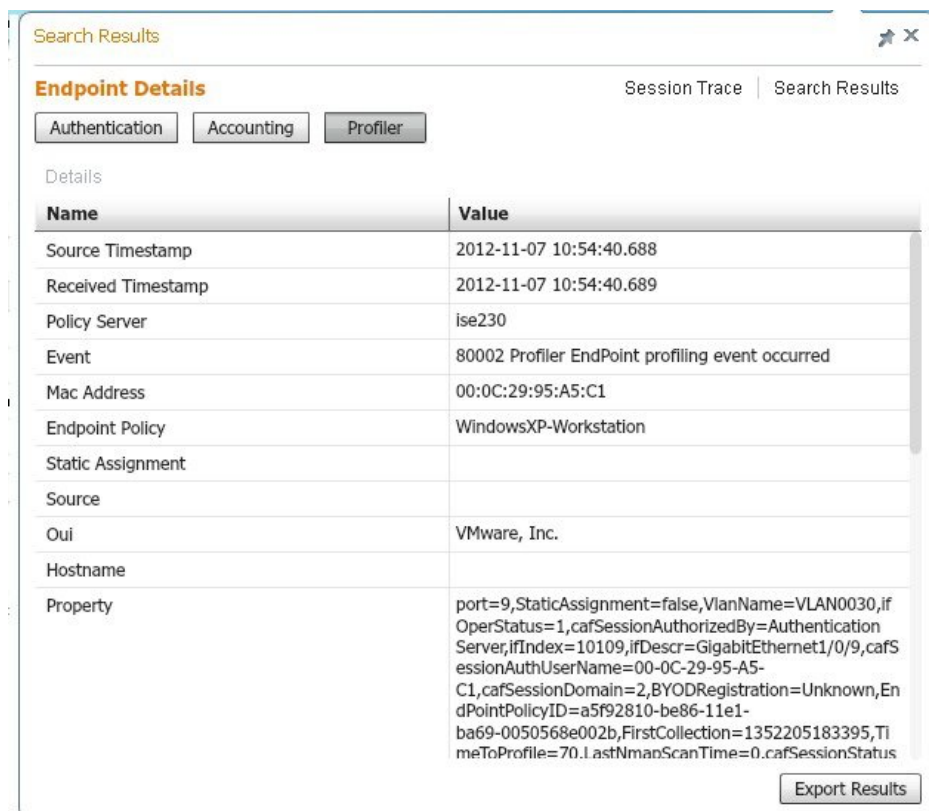 Search Results
Endpoint Details
Session Trace | Search Results
Authentication Accounting Profiler
Details
Name Value
Source Timestamp 2012-11-07 10:54:40.688
Received Timestamp 2012-11-07 10:54:40.689
Policy Server ise230
Event 80002 Profiler EndPoint profiling event occurred
Mac Address 00:0C:29:95:A5:C1
Endpoint Policy WindowsXP-Workstation
Static Assignment
Source
Oui VMware, Inc.
Hostname
Property port=9,StaticAssignment=false,VlanName=VLAN0030,if
OperStatus=1,cafSessionAuthorizedBy=Authentication
Server,ifIndex=10109,ifDescr=GigabitEthernet1/0/9,cafS
essionAuthUserName=00-0C-29-95-A5-
C1,cafSessionDomain=2,BYODRegistration=Unknown,En
dPointPolicyID=a5f92810-be86-11e1-
ba69-0050568e002b,FirstCollection=1352205183395,Ti
meToProfile=70,LastNmapScanTime=0,cafSessionStatus
Export Results